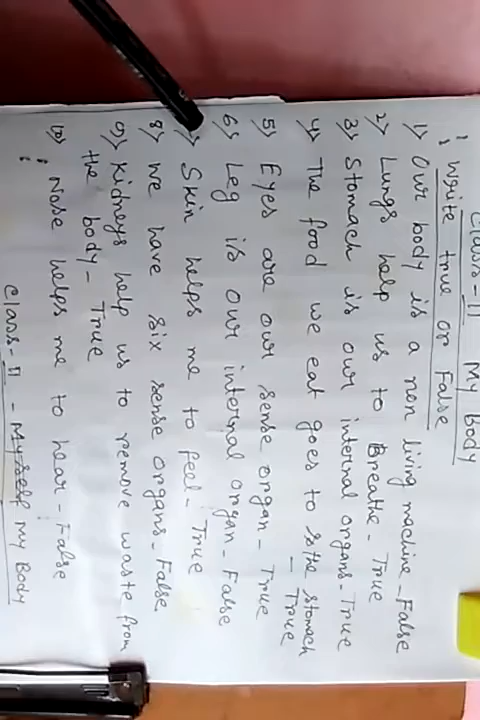 Class-II My Body
Write true or False
1) Our body is a non living machine - False
2) Lungs help us to Breathe - True
3) Stomach is our internal organs - True
4) The food we eat goes to the stomach
- True
5) Eyes are our sense organ - True
6) Leg is our internal organ - False
7) Skin helps me to feel - True
8) We have six sense organs - False
9) Kidneys help us to remove waste from
the body - True
10) Nose helps me to hear - False
Class-II - Myself My Body